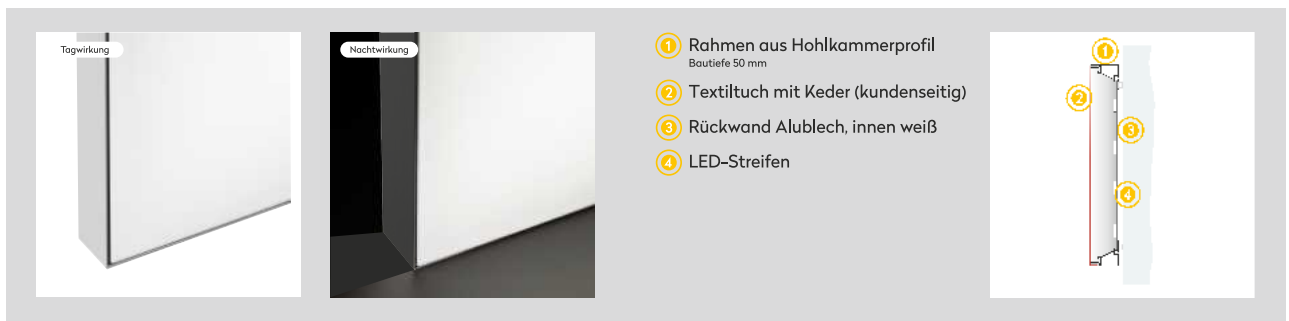 Tagwirkung
Nachtwirkung
1 Rahmen aus Hohlkammerprofil
Bautiefe 50 mm
2 Textiltuch mit Keder (kundenseitig)
3 Rückwand Alublech, innen weiß
4 LED-Streifen
1
2
3
4